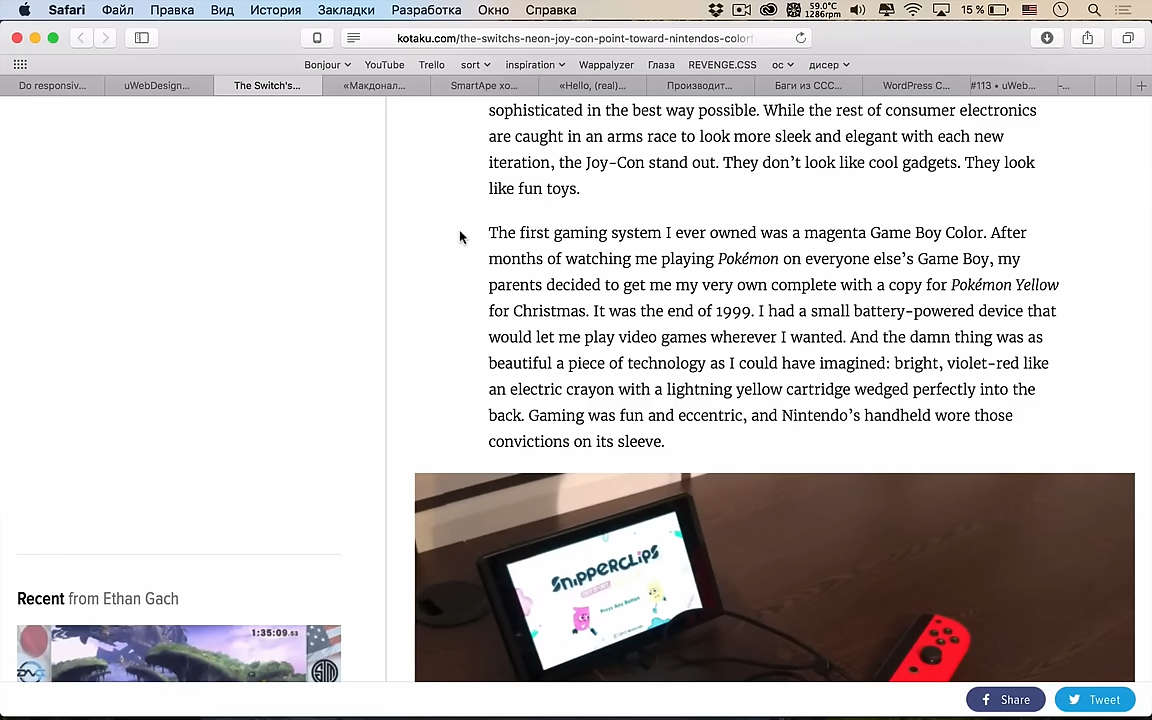 Safari Файл Правка Вид История Закладки Разработка Окно Справка 59.0°C 1286rpm 15 %
kotaku.com/the-switchs-neon-joy-con-point-toward-nintendos-colorf
Bonjour YouTube Trello sort inspiration Wappalyzer Глаза REVENGE.CSS ос дисер
Do responsiv... uWebDesign... The Switch's... «Макдонал... SmartApe хо... «Hello, (real)... Производит... Баги из CCC... WordPress C... #113 • uWeb... -...
sophisticated in the best way possible. While the rest of consumer electronics
are caught in an arms race to look more sleek and elegant with each new
iteration, the Joy-Con stand out. They don’t look like cool gadgets. They look
like fun toys.
The first gaming system I ever owned was a magenta Game Boy Color. After
months of watching me playing Pokémon on everyone else’s Game Boy, my
parents decided to get me my very own complete with a copy for Pokémon Yellow
for Christmas. It was the end of 1999. I had a small battery-powered device that
would let me play video games wherever I wanted. And the damn thing was as
beautiful a piece of technology as I could have imagined: bright, violet-red like
an electric crayon with a lightning yellow cartridge wedged perfectly into the
back. Gaming was fun and eccentric, and Nintendo’s handheld wore those
convictions on its sleeve.
SNIPPERCLIPS
Press Any Button
Recent from Ethan Gach
1:35:09.53
Share Tweet